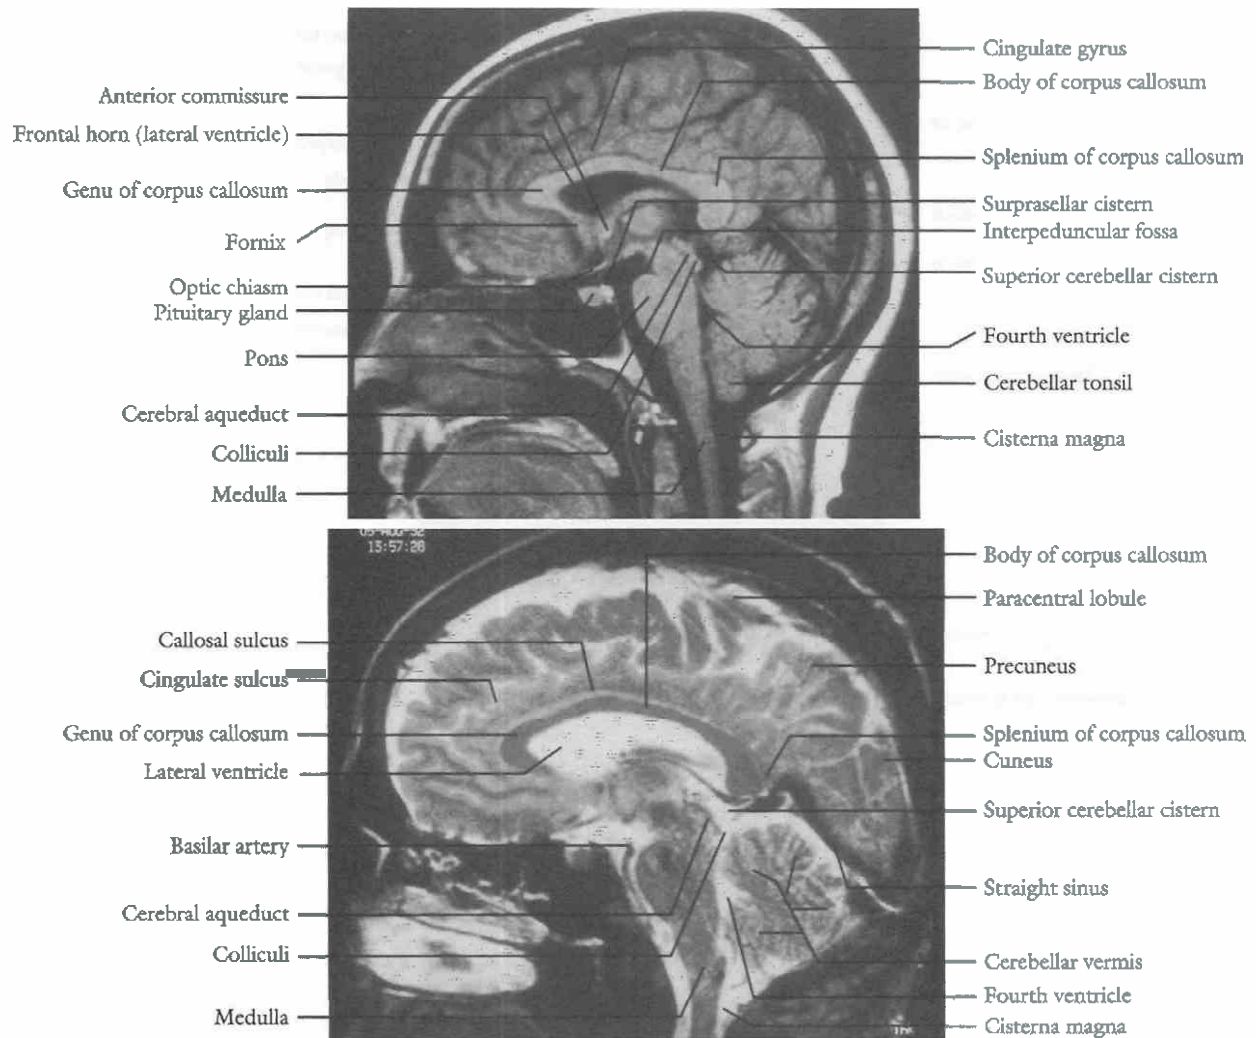 Cingulate gyrus
Body of corpus callosum
Anterior commissure
Frontal horn (lateral ventricle)
Splenium of corpus callosum
Genu of corpus callosum
Surprasellar cistern
Interpeduncular fossa
Fornix
Superior cerebellar cistern
Optic chiasm
Pituitary gland
Fourth ventricle
Pons
Cerebellar tonsil
Cerebral aqueduct
Cisterna magna
Colliculi
Medulla
13:57:28
Body of corpus callosum
Paracentral lobule
Callosal sulcus
Precuneus
Cingulate sulcus
Genu of corpus callosum
Splenium of corpus callosum
Cuneus
Lateral ventricle
Superior cerebellar cistern
Basilar artery
Straight sinus
Cerebral aqueduct
Colliculi
Cerebellar vermis
Fourth ventricle
Medulla
Cisterna magna